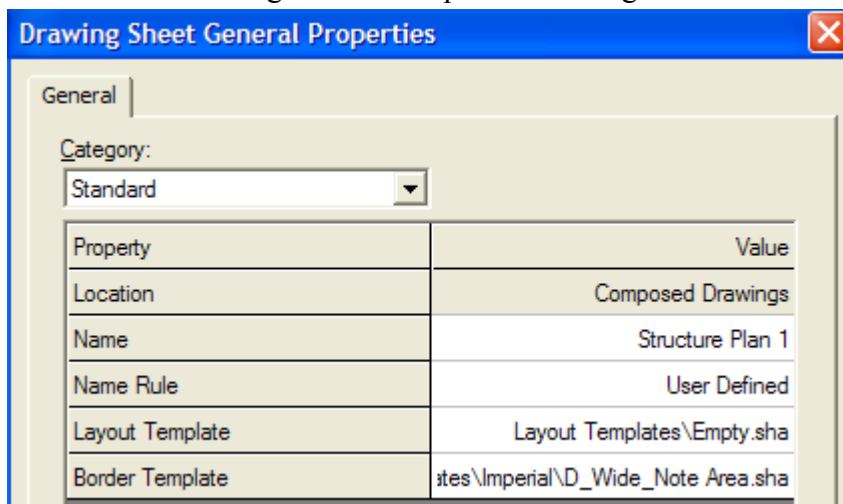 Drawing Sheet General Properties
General
Category:
Standard
Property Value
Location Composed Drawings
Name Structure Plan 1
Name Rule User Defined
Layout Template Layout Templates\Empty.sha
Border Template ates\Imperial\D_Wide_Note Area.sha